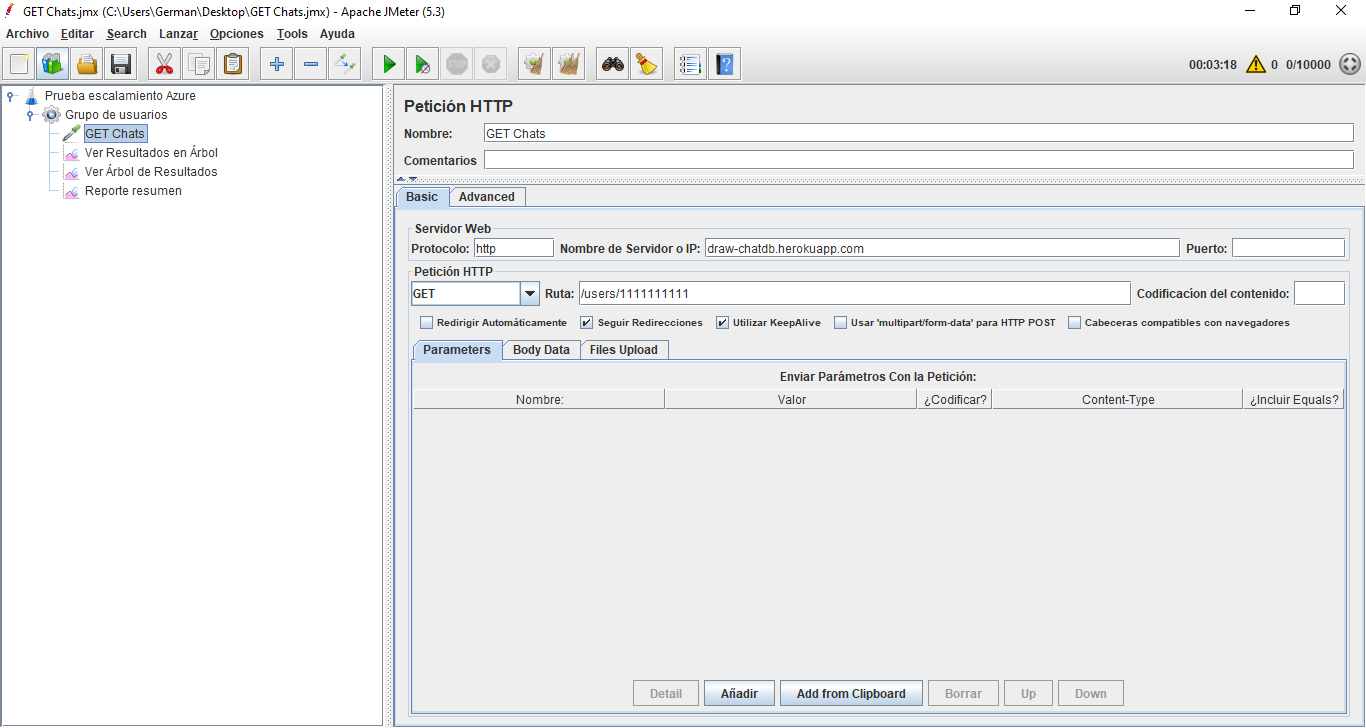 GET Chats.jmx (C:\Users\German\Desktop\GET Chats.jmx) - Apache JMeter (5.3)
Archivo Editar Search Lanzar Opciones Tools Ayuda
STOP 00:03:18 0 0/10000
Prueba escalamiento Azure
Grupo de usuarios
GET Chats
Ver Resultados en Árbol
Ver Árbol de Resultados
Reporte resumen
Petición HTTP
Nombre: GET Chats
Comentarios
Basic Advanced
Servidor Web
Protocolo: http Nombre de Servidor o IP: draw-chatdb.herokuapp.com Puerto:
Petición HTTP
GET Ruta: /users/1111111111 Codificacíon del contenido:
Redirigir Automáticamente Seguir Redirecciones Utilizar KeepAlive Usar 'multipart/form-data' para HTTP POST Cabeceras compatibles con navegadores
Parameters Body Data Files Upload
Enviar Parámetros Con la Petición:
Nombre: Valor ¿Codificar? Content-Type ¿Incluir Equals?
Detail Añadir Add from Clipboard Borrar Up Down